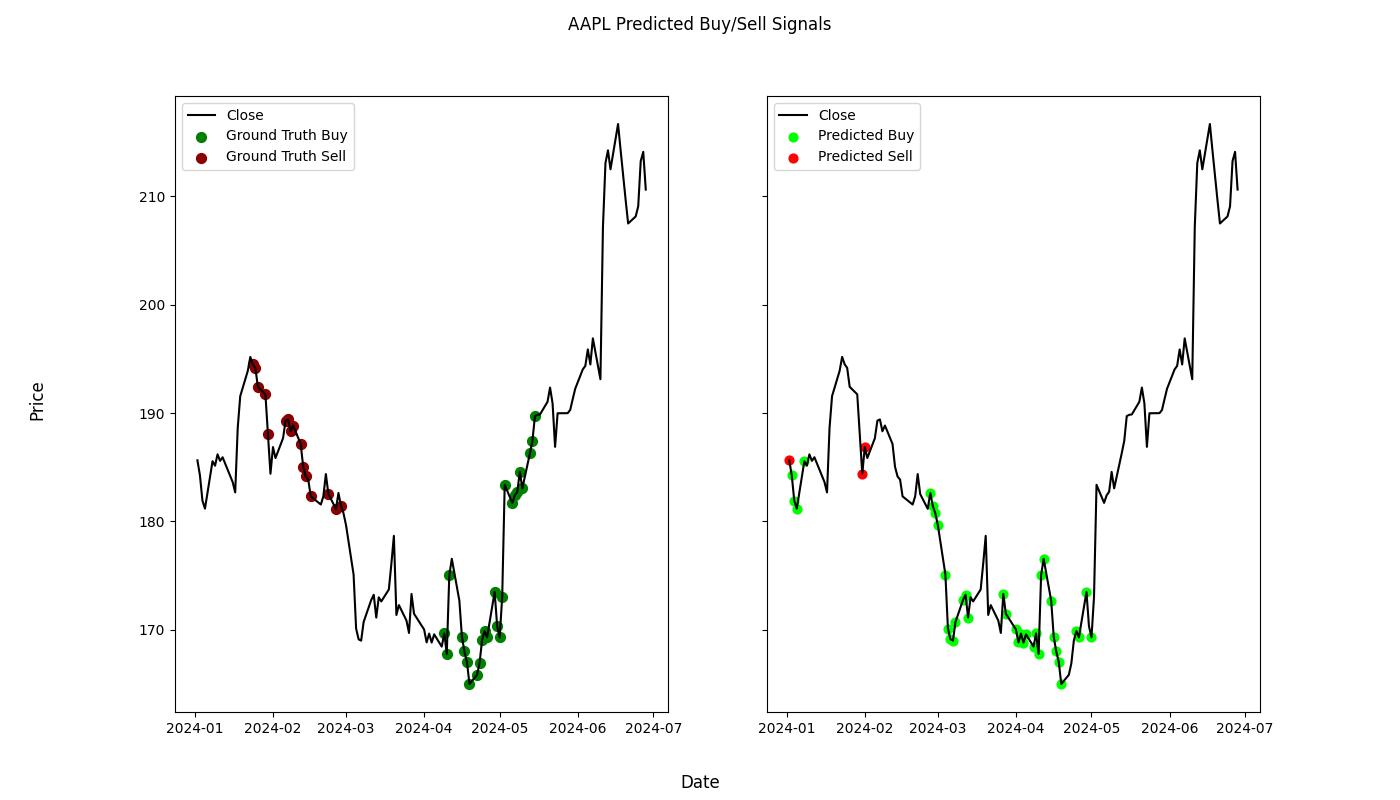 AAPL Predicted Buy/Sell Signals
Close
Ground Truth Buy
Ground Truth Sell
Close
Predicted Buy
Predicted Sell
210
200
190
180
170
Price
2024-01 2024-02 2024-03 2024-04 2024-05 2024-06 2024-07
2024-01 2024-02 2024-03 2024-04 2024-05 2024-06 2024-07
Date